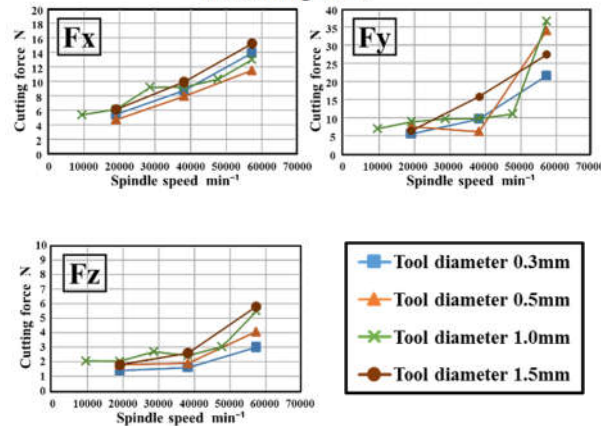 Fx
Cutting force N
20
18
16
14
12
10
8
6
4
2
0
0 10000 20000 30000 40000 50000 60000 70000
Spindle speed min⁻¹
Fy
Cutting force N
40
35
30
25
20
15
10
5
0
0 10000 20000 30000 40000 50000 60000 70000
Spindle speed min⁻¹
Fz
Cutting force N
10
9
8
7
6
5
4
3
2
1
0
0 10000 20000 30000 40000 50000 60000 70000
Spindle speed min⁻¹
Tool diameter 0.3mm
Tool diameter 0.5mm
Tool diameter 1.0mm
Tool diameter 1.5mm